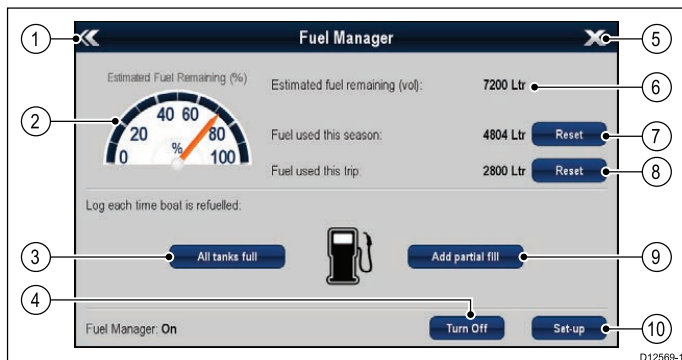 Fuel Manager
1
5
Estimated Fuel Remaining (%)
Estimated fuel remaining (vol): 7200 Ltr
6
2
0 20 40 60 80 100
%
Fuel used this season: 4804 Ltr Reset
7
Fuel used this trip: 2800 Ltr Reset
8
Log each time boat is refuelled:
3
All tanks full
Add partial fill
9
4
Fuel Manager: On
Turn Off
Set-up
10
D12569-1